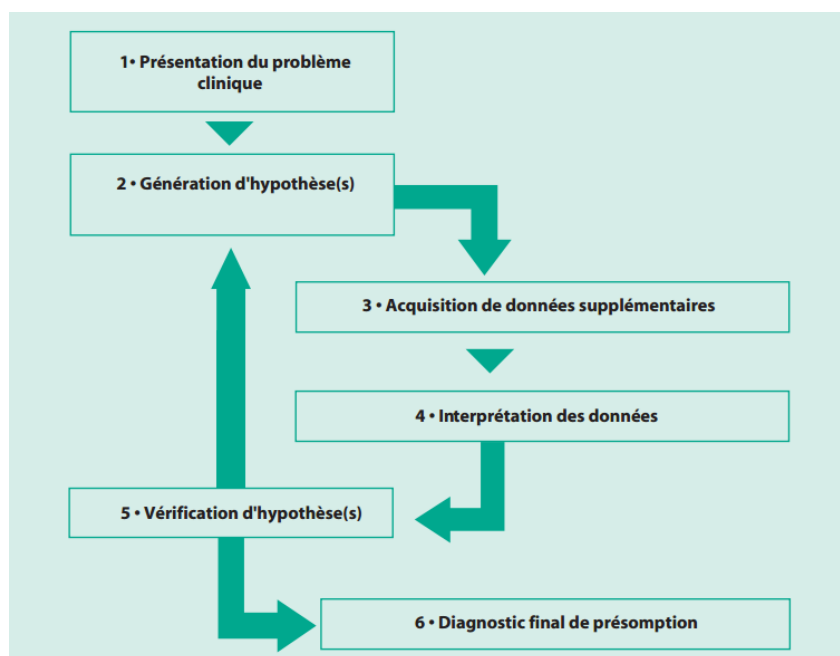 1• Présentation du problème
clinique
2 • Génération d'hypothèse(s)
3 • Acquisition de données supplémentaires
4 • Interprétation des données
5 • Vérification d'hypothèse(s)
6 • Diagnostic final de présomption